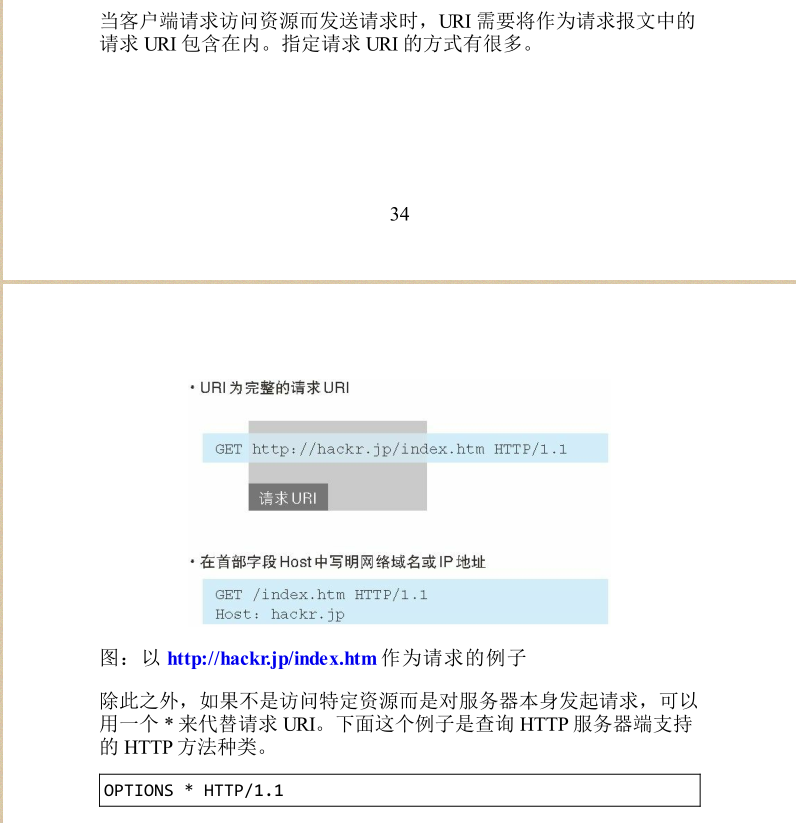 当客户端请求访问资源而发送请求时，URI 需要将作为请求报文中的
请求 URI 包含在内。指定请求 URI 的方式有很多。
34
• URI 为完整的请求 URI
GET http://hackr.jp/index.htm HTTP/1.1
请求 URI
• 在首部字段 Host 中写明网络域名或 IP 地址
GET /index.htm HTTP/1.1
Host: hackr.jp
图：以 http://hackr.jp/index.htm 作为请求的例子
除此之外，如果不是访问特定资源而是对服务器本身发起请求，可以
用一个 * 来代替请求 URI。下面这个例子是查询 HTTP 服务器端支持
的 HTTP 方法种类。
OPTIONS * HTTP/1.1